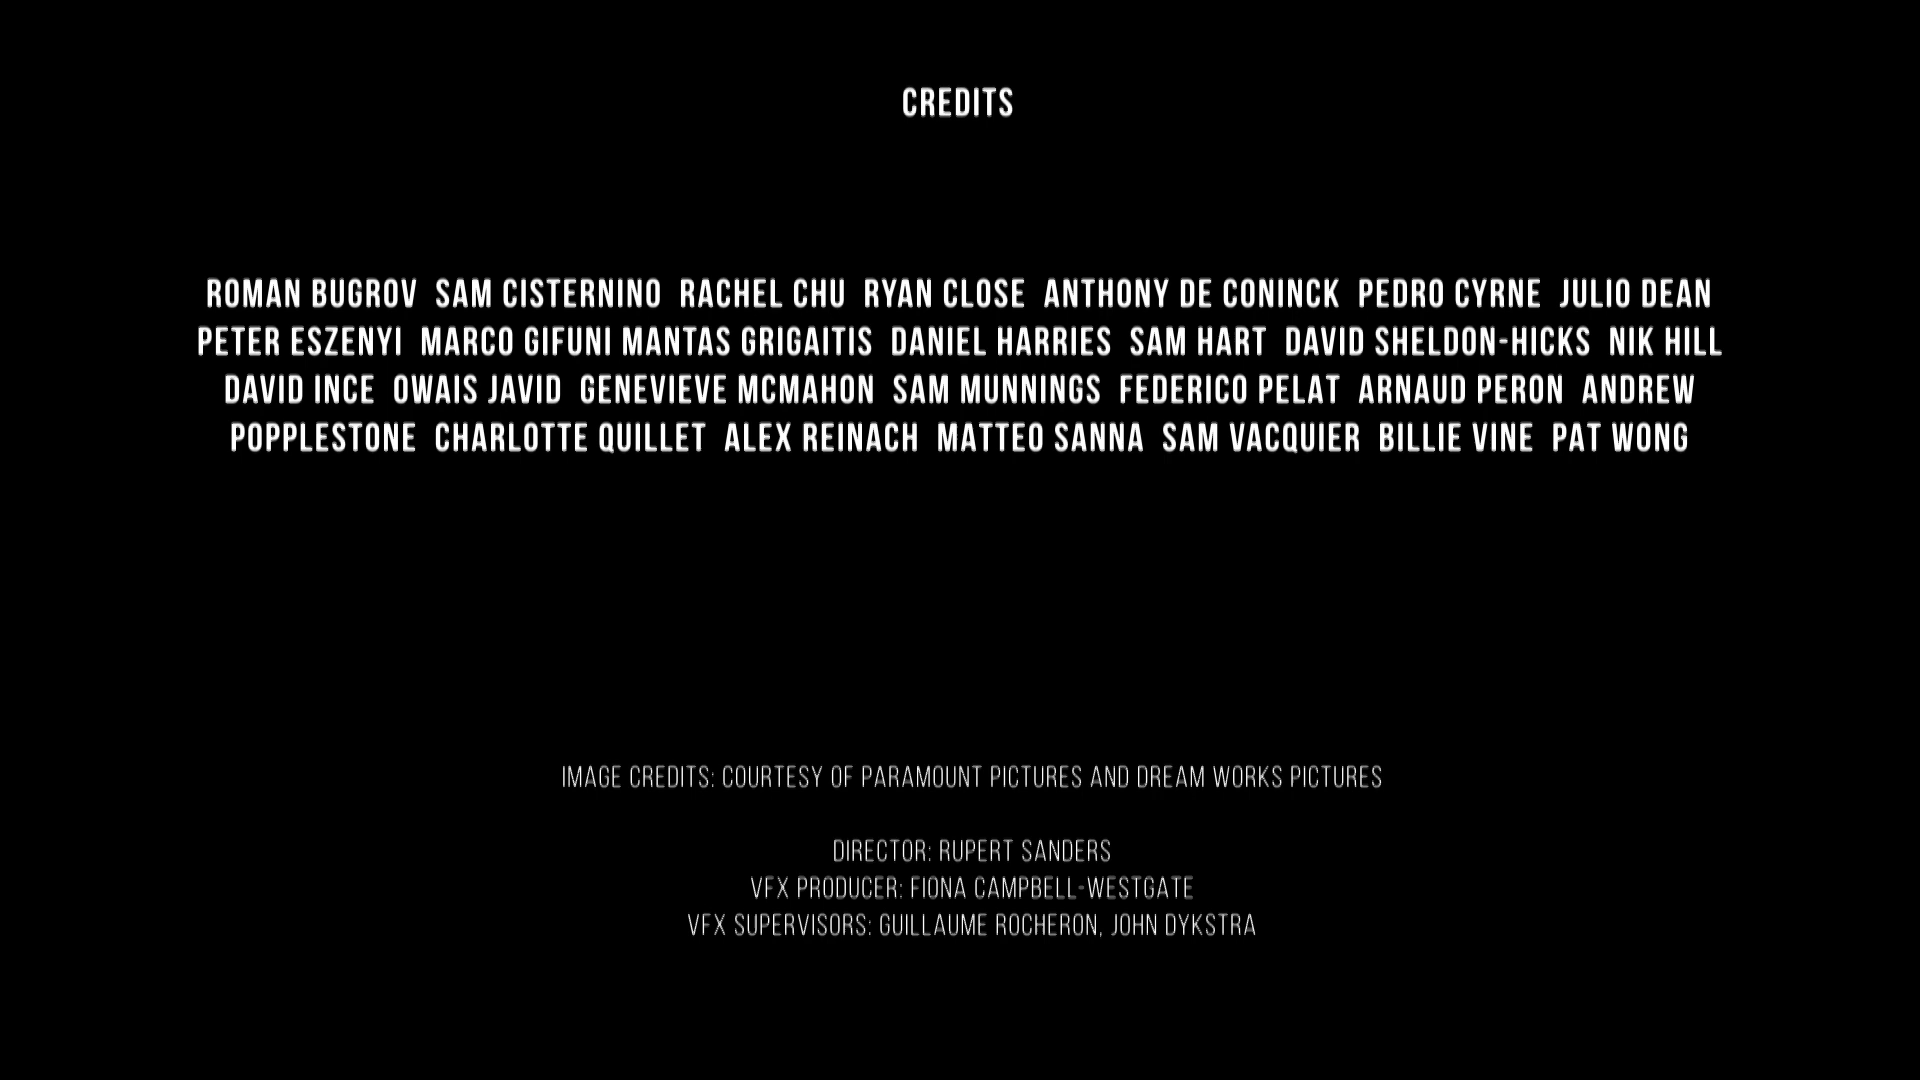 CREDITS
ROMAN BUGROV SAM CISTERNINO RACHEL CHU RYAN CLOSE ANTHONY DE CONINCK PEDRO CYRNE JULIO DEAN
PETER ESZENYI MARCO GIFUNI MANTAS GRIGAITIS DANIEL HARRIES SAM HART DAVID SHELDON-HICKS NIK HILL
DAVID INCE OWAIS JAVID GENEVIEVE MCMAHON SAM MUNNINGS FEDERICO PELAT ARNAUD PERON ANDREW
POPPLESTONE CHARLOTTE QUILLET ALEX REINACH MATTEO SANNA SAM VACQUIER BILLIE VINE PAT WONG
IMAGE CREDITS: COURTESY OF PARAMOUNT PICTURES AND DREAM WORKS PICTURES
DIRECTOR: RUPERT SANDERS
VFX PRODUCER: FIONA CAMPBELL-WESTGATE
VFX SUPERVISORS: GUILLAUME ROCHERON, JOHN DYKSTRA